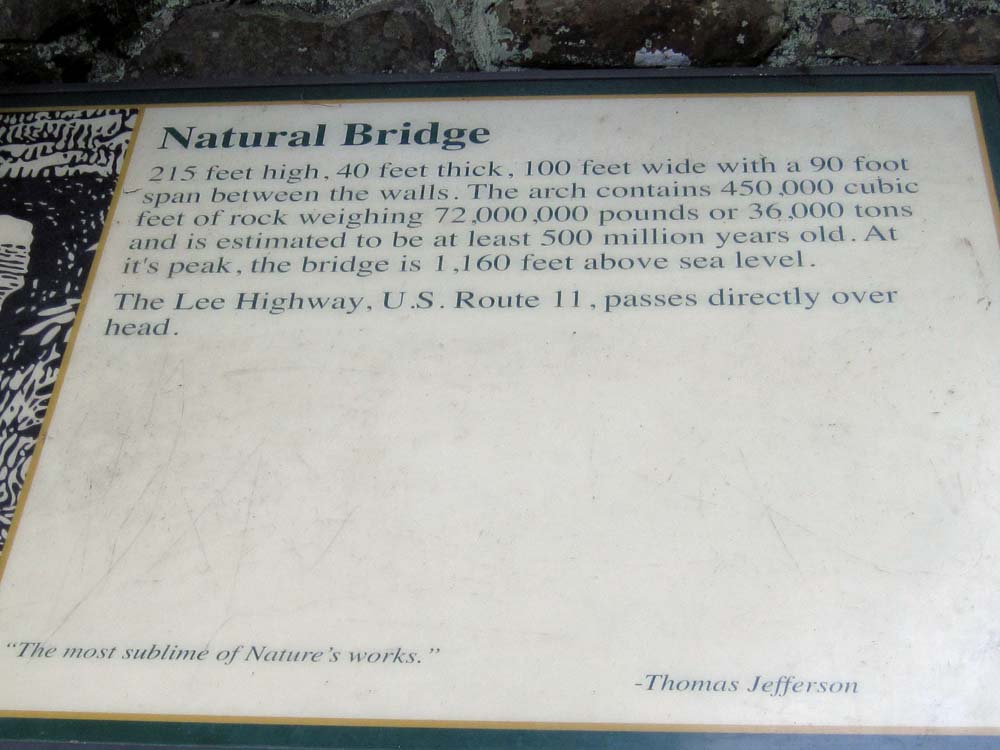 Natural Bridge
215 feet high, 40 feet thick, 100 feet wide with a 90 foot
span between the walls. The arch contains 450,000 cubic
feet of rock weighing 72,000,000 pounds or 36,000 tons
and is estimated to be at least 500 million years old. At
it's peak, the bridge is 1,160 feet above sea level.
The Lee Highway, U.S. Route 11, passes directly over
head.
“The most sublime of Nature's works.”
-Thomas Jefferson